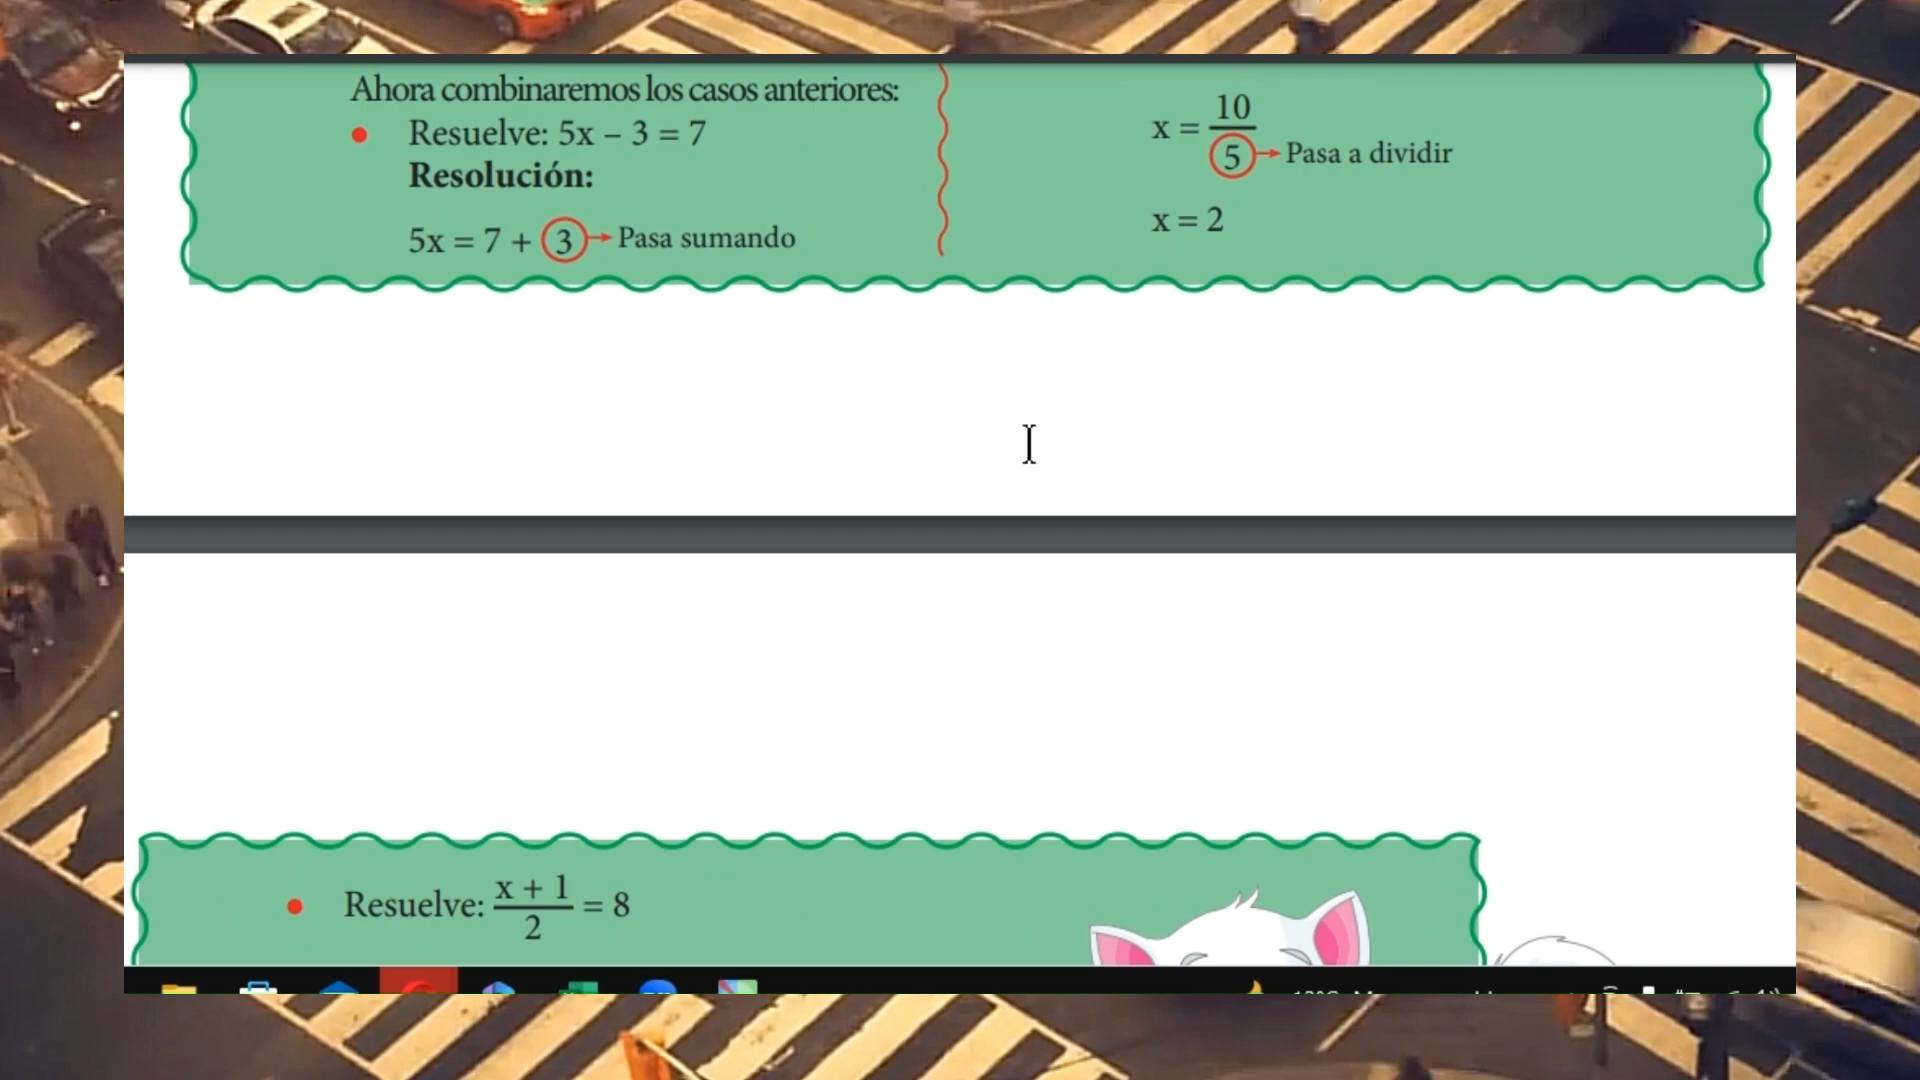 Ahora combinaremos los casos anteriores:
Resuelve: 5x – 3 = 7
Resolución:
5x = 7 + 3 → Pasa sumando
x = 10/5 → Pasa a dividir
x = 2
Resuelve: (x + 1)/2 = 8